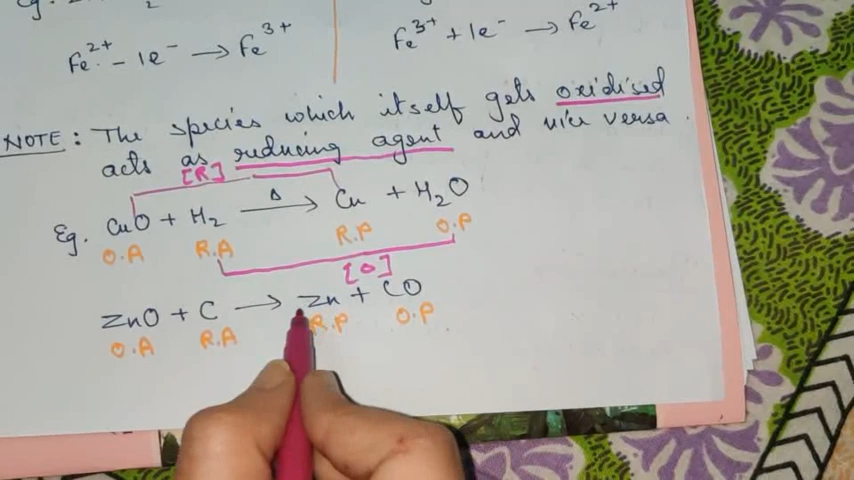 Eg.
Fe²⁺ - 1e⁻ → Fe³⁺
Fe³⁺ + 1e⁻ → Fe²⁺
NOTE: The species which itself gets oxidised
acts as reducing agent and vice versa.
[R]
Eg. CuO + H₂ →Δ Cu + H₂O
O.A R.A R.P O.P
[O]
ZnO + C → Zn + CO
O.A R.A R.P O.P